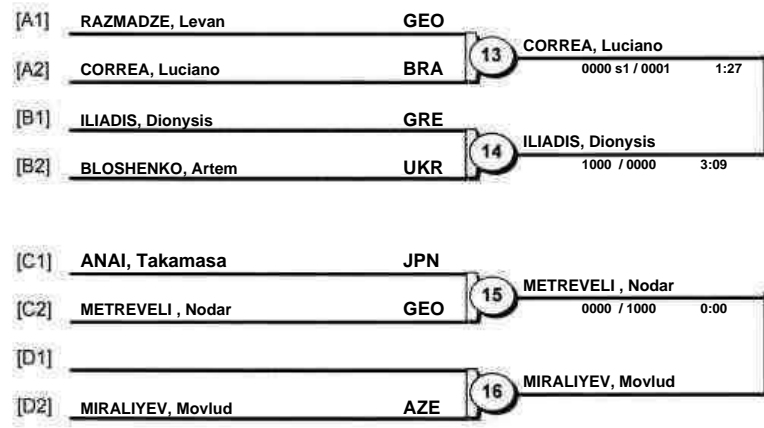 [A1] RAZMADZE, Levan GEO
13 CORREA, Luciano
[A2] CORREA, Luciano BRA 0000 s1 / 0001 1:27
[B1] ILIADIS, Dionysis GRE
14 ILIADIS, Dionysis
[B2] BLOSHENKO, Artem UKR 1000 / 0000 3:09
[C1] ANAI, Takamasa JPN
15 METREVELI , Nodar
[C2] METREVELI , Nodar GEO 0000 / 1000 0:00
[D1]
16 MIRALIYEV, Movlud
[D2] MIRALIYEV, Movlud AZE